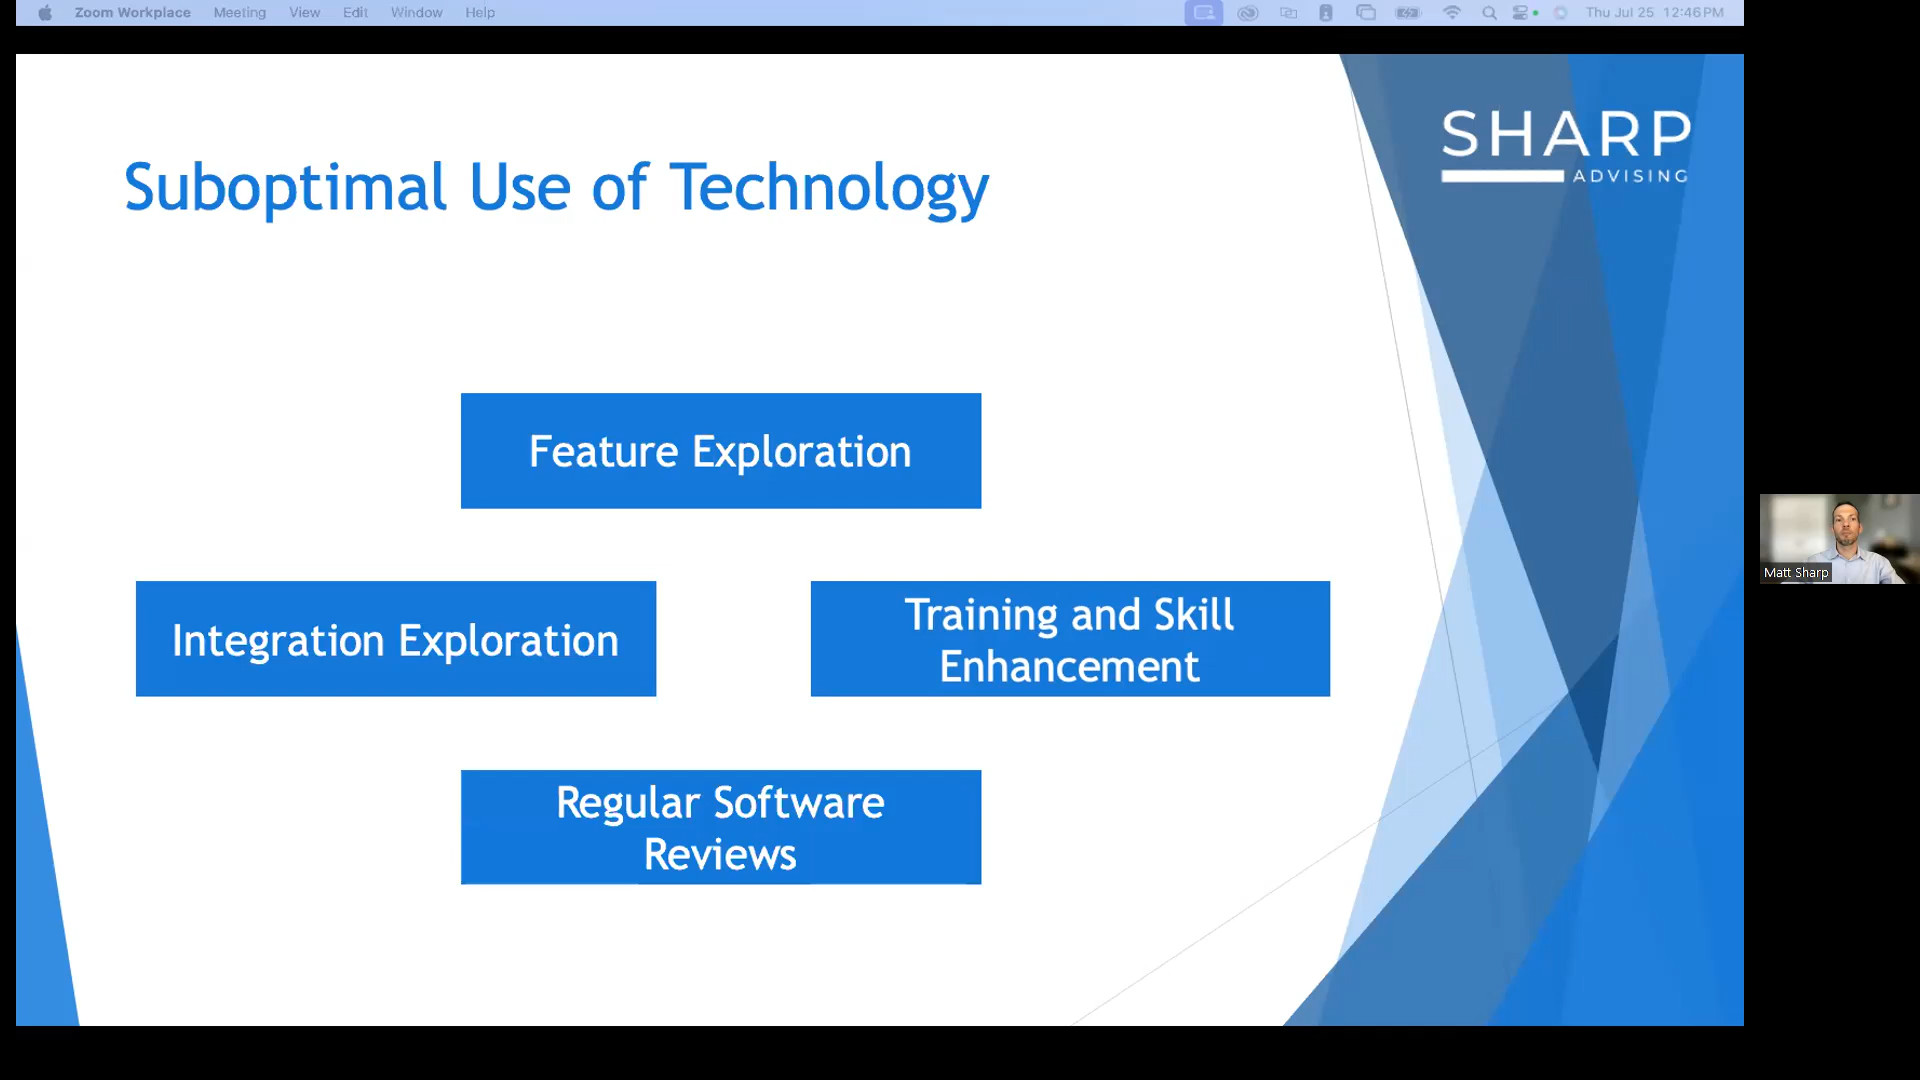 Zoom Workplace Meeting View Edit Window Help Thu Jul 25 12:46 PM
SHARP
ADVISING
Suboptimal Use of Technology
Feature Exploration
Integration Exploration
Training and Skill
Enhancement
Regular Software
Reviews
Matt Sharp